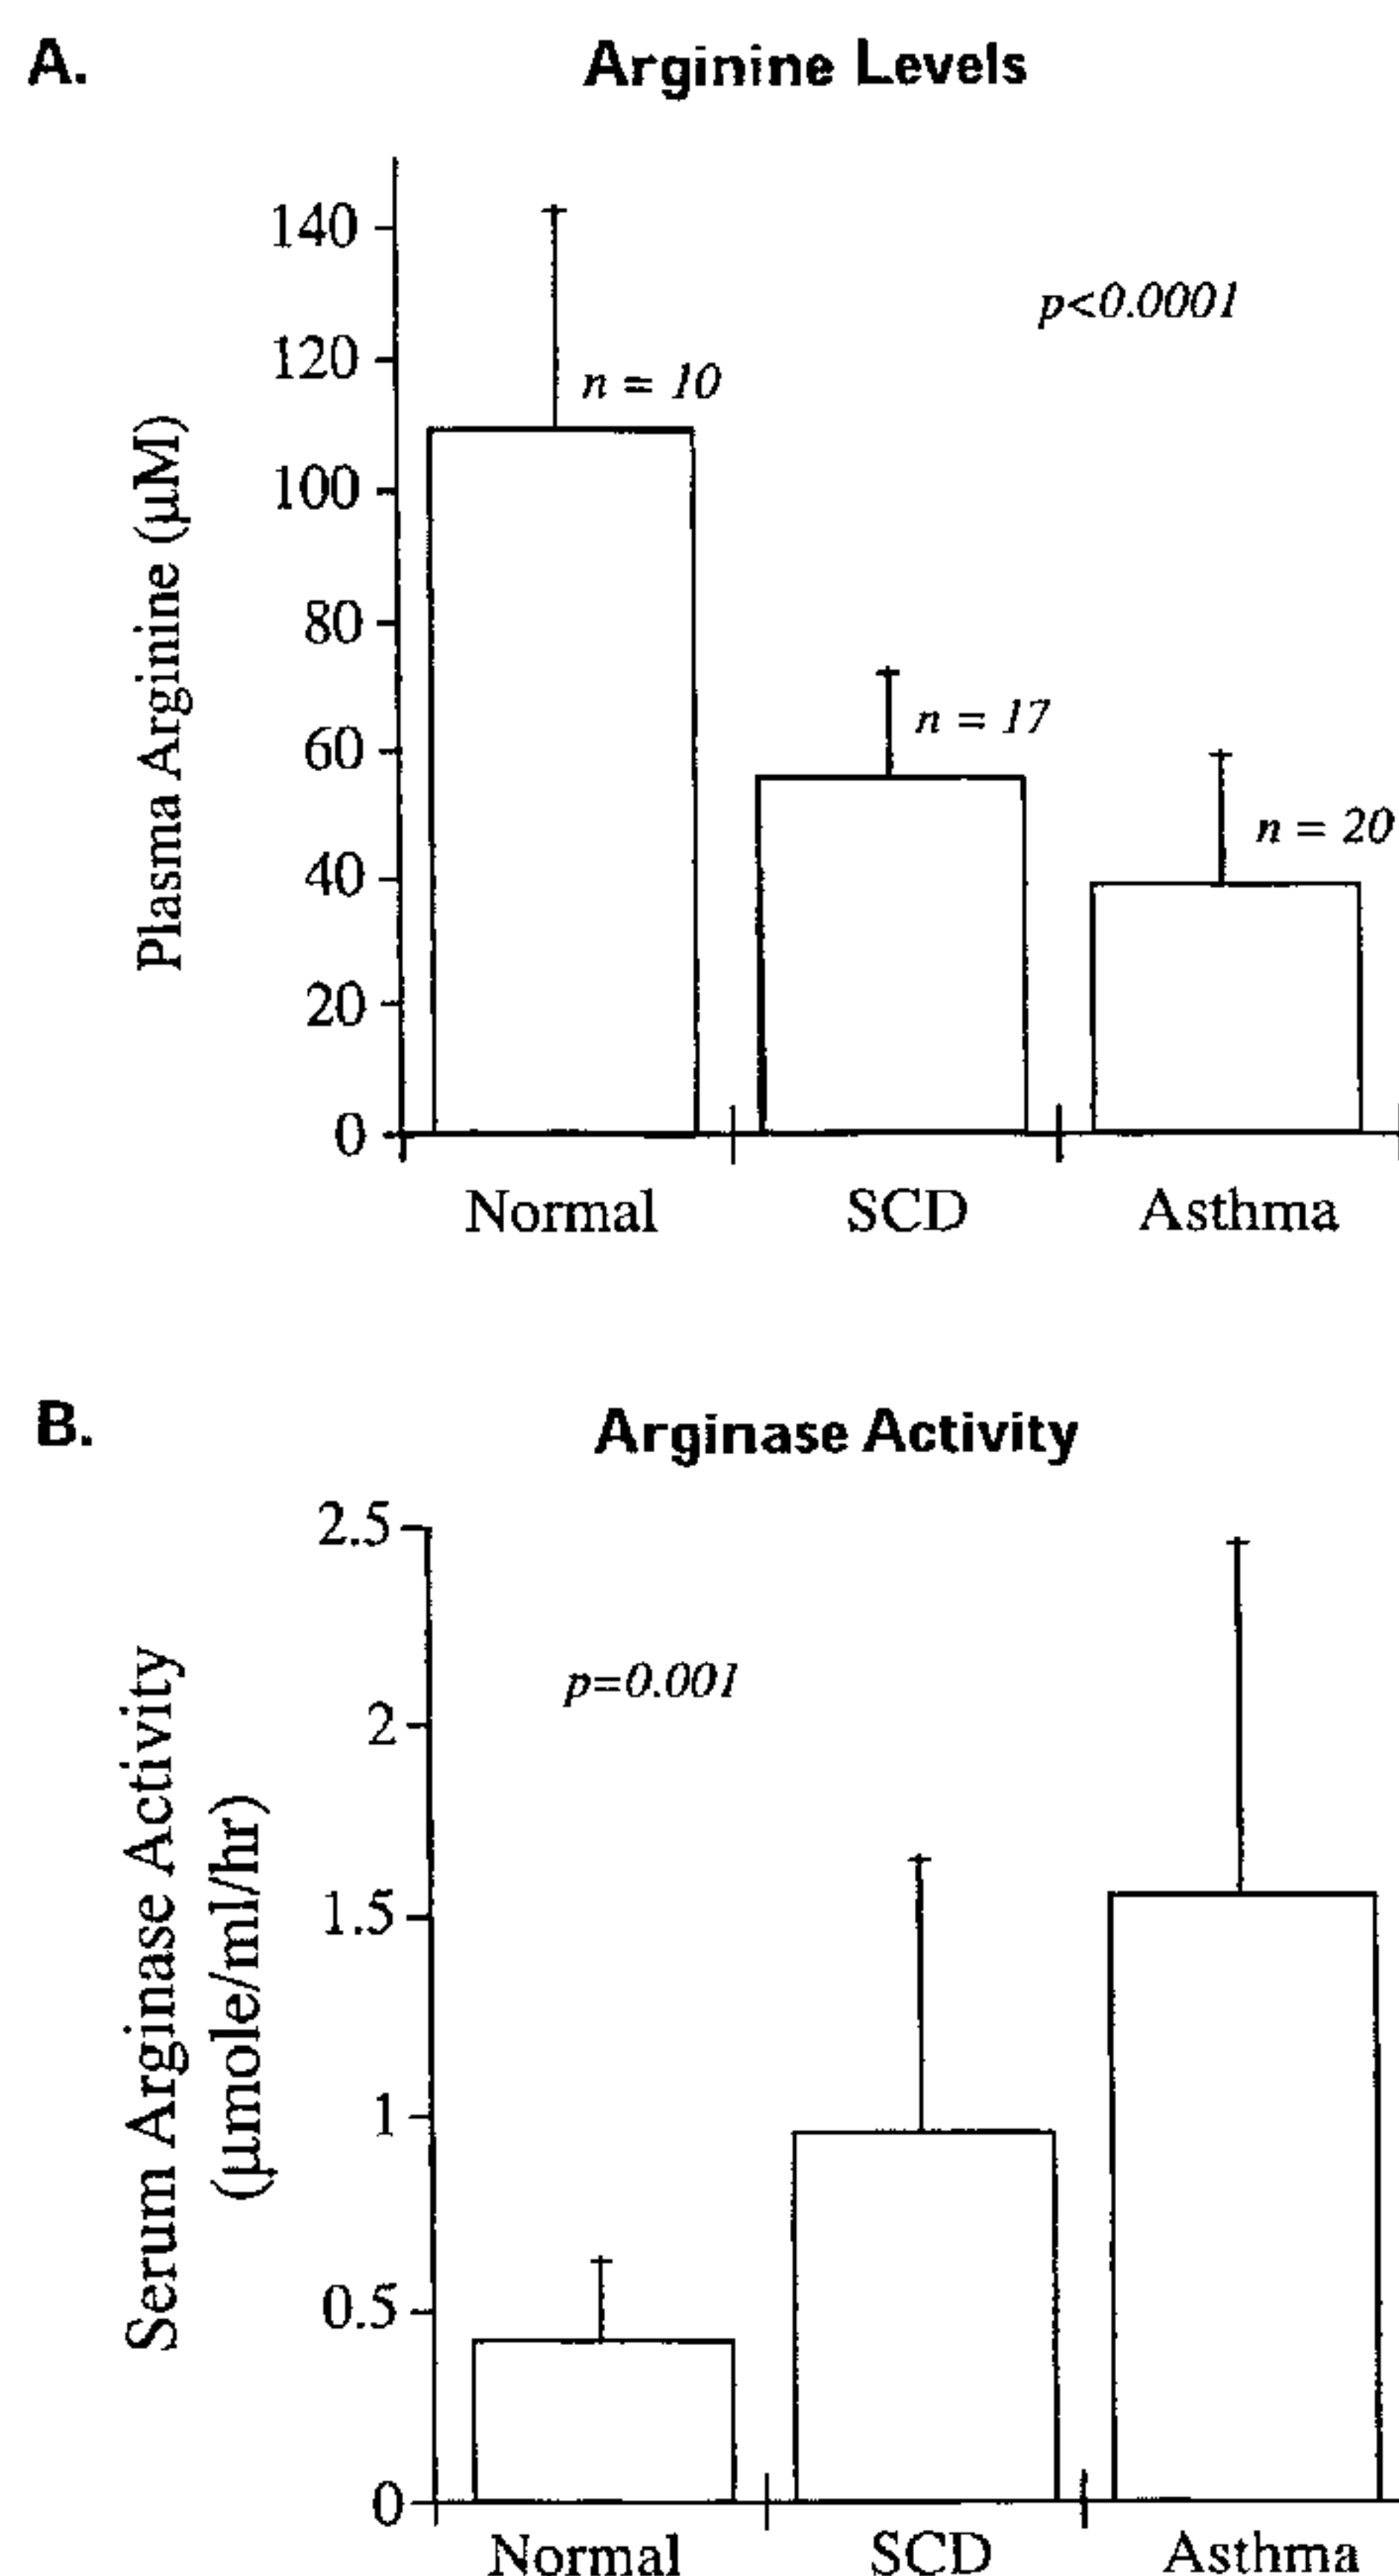 A.
Arginine Levels
140
120
100
80
60
40
20
0
Plasma Arginine (μM)
p<0.0001
n = 10
n = 17
n = 20
Normal SCD Asthma
B.
Arginase Activity
2.5
2
1.5
1
0.5
0
Serum Arginase Activity
(μmole/ml/hr)
p=0.001
Normal SCD Asthma